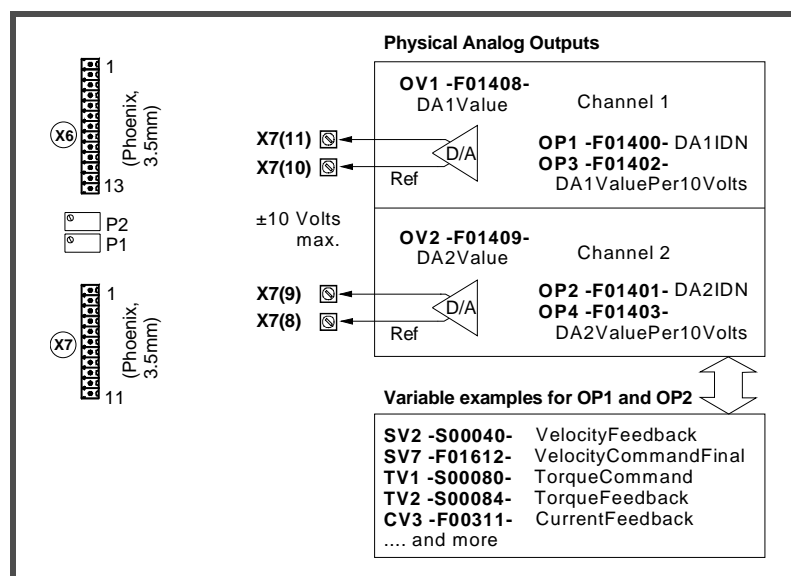 Physical Analog Outputs
1
X6
(Phoenix,
3.5mm)
13
P2
P1
1
X7
(Phoenix,
3.5mm)
11
X7(11)
X7(10)
±10 Volts
max.
X7(9)
X7(8)
OV1 -F01408-
DA1Value
Channel 1
D/A
Ref
OP1 -F01400- DA1IDN
OP3 -F01402-
DA1ValuePer10Volts
OV2 -F01409-
DA2Value
Channel 2
D/A
Ref
OP2 -F01401- DA2IDN
OP4 -F01403-
DA2ValuePer10Volts
Variable examples for OP1 and OP2
SV2 -S00040- VelocityFeedback
SV7 -F01612- VelocityCommandFinal
TV1 -S00080- TorqueCommand
TV2 -S00084- TorqueFeedback
CV3 -F00311- CurrentFeedback
.... and more